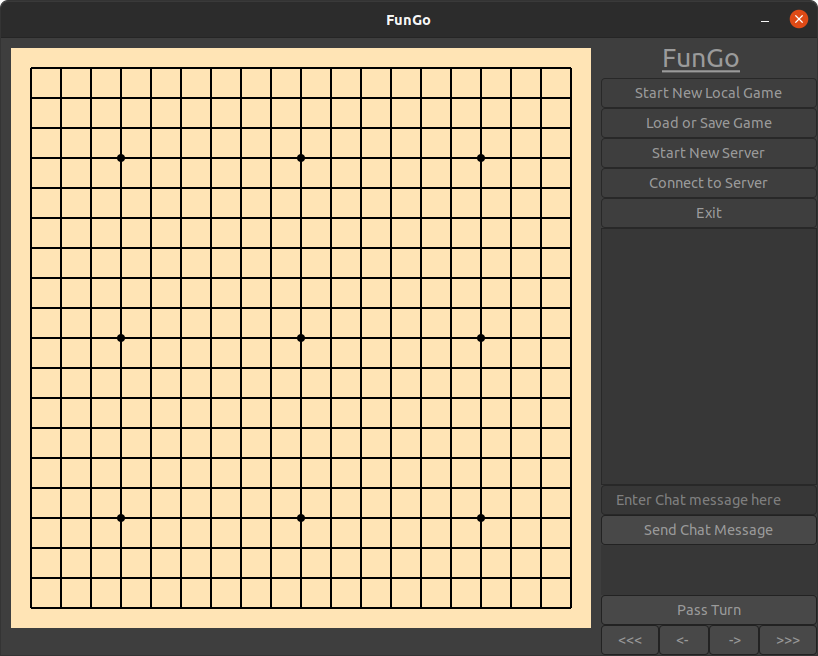 FunGo
FunGo
Start New Local Game
Load or Save Game
Start New Server
Connect to Server
Exit
Enter Chat message here
Send Chat Message
Pass Turn
<<< <- -> >>>